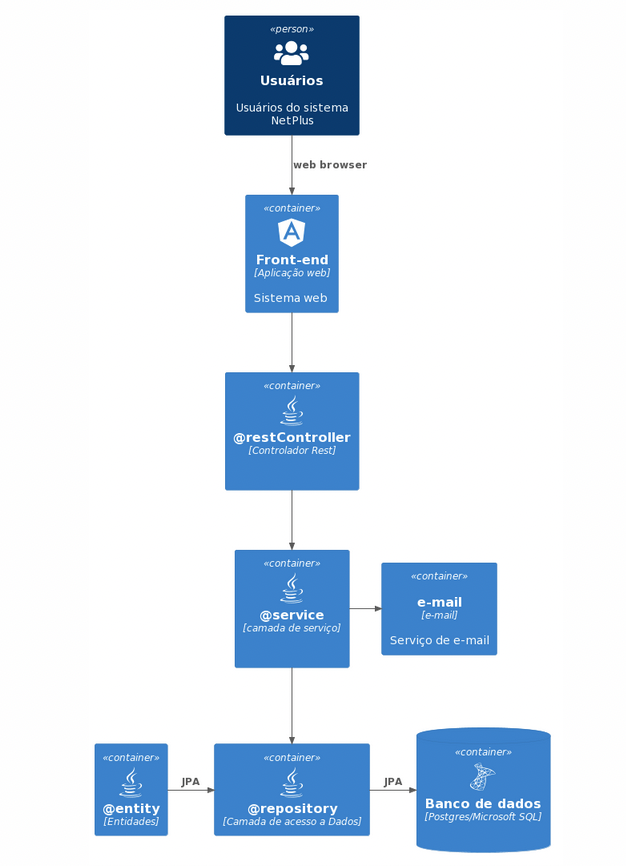 «person»
Usuários
Usuários do sistema
NetPlus
web browser
«container»
Front-end
[Aplicação web]
Sistema web
«container»
@restController
[Controlador Rest]
«container»
@service
[camada de serviço]
«container»
e-mail
[e-mail]
Serviço de e-mail
«container»
@entity
[Entidades]
JPA
«container»
@repository
[Camada de acesso a Dados]
JPA
«container»
Banco de dados
[Postgres/Microsoft SQL]